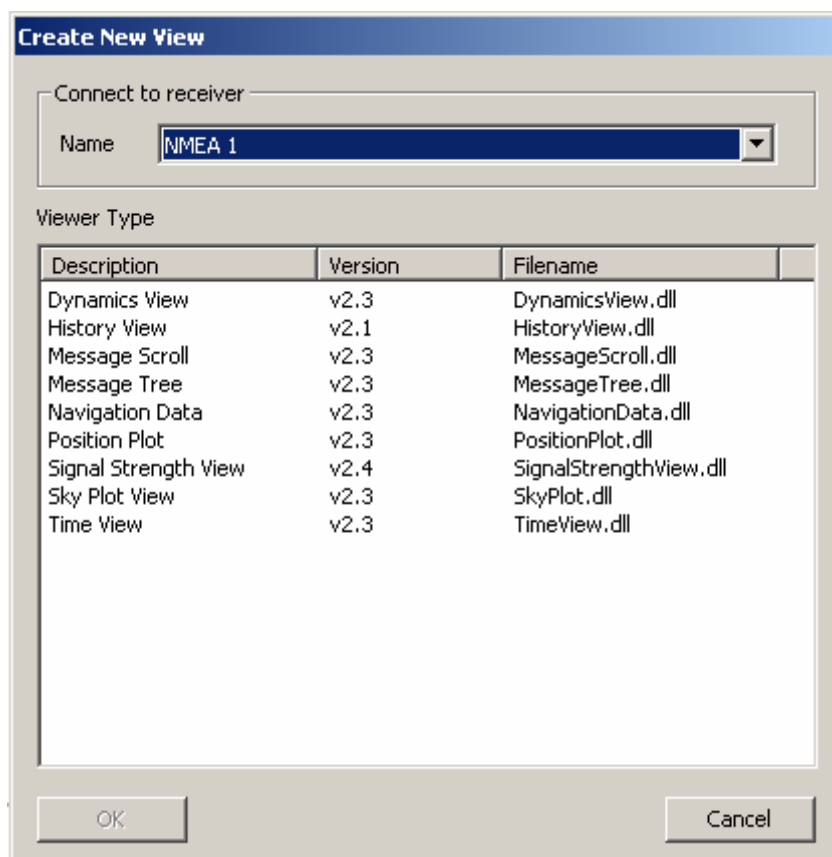 Create New View
Connect to receiver
Name NMEA 1
Viewer Type
Description Version Filename
Dynamics View v2.3 DynamicsView.dll
History View v2.1 HistoryView.dll
Message Scroll v2.3 MessageScroll.dll
Message Tree v2.3 MessageTree.dll
Navigation Data v2.3 NavigationData.dll
Position Plot v2.3 PositionPlot.dll
Signal Strength View v2.4 SignalStrengthView.dll
Sky Plot View v2.3 SkyPlot.dll
Time View v2.3 TimeView.dll
OK Cancel